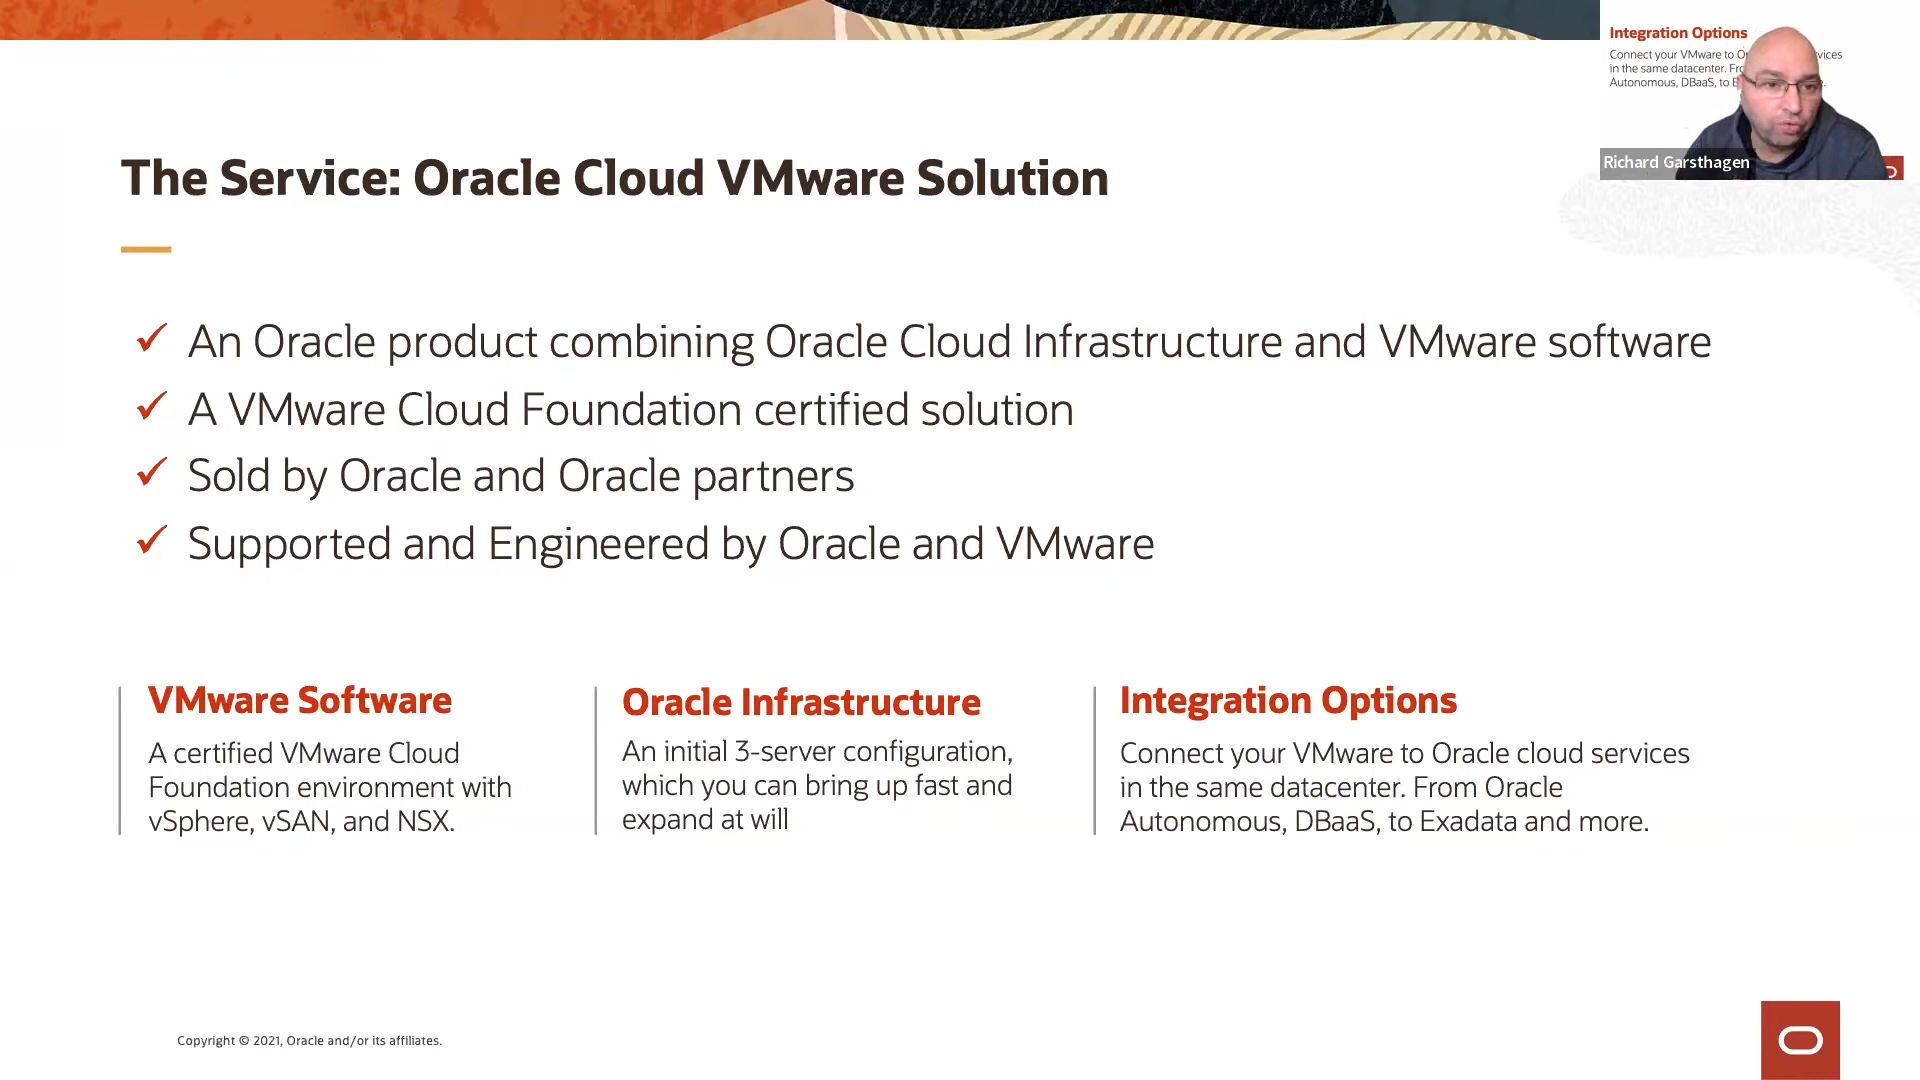 Integration Options
Connect your VMware to
in the same datacenter.
Autonomous, DBaaS, to
Richard Garsthagen
The Service: Oracle Cloud VMware Solution
An Oracle product combining Oracle Cloud Infrastructure and VMware software
A VMware Cloud Foundation certified solution
Sold by Oracle and Oracle partners
Supported and Engineered by Oracle and VMware
VMware Software
A certified VMware Cloud
Foundation environment with
vSphere, vSAN, and NSX.
Oracle Infrastructure
An initial 3-server configuration,
which you can bring up fast and
expand at will
Integration Options
Connect your VMware to Oracle cloud services
in the same datacenter. From Oracle
Autonomous, DBaaS, to Exadata and more.
Copyright © 2021, Oracle and/or its affiliates.